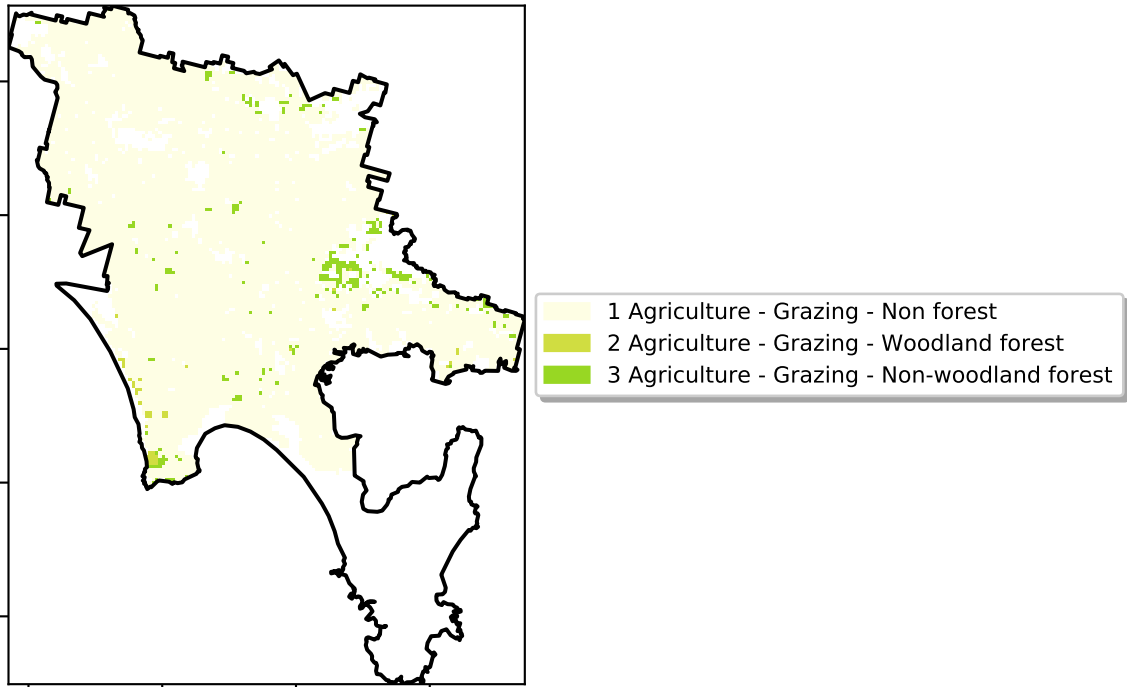 1 Agriculture - Grazing - Non forest
2 Agriculture - Grazing - Woodland forest
3 Agriculture - Grazing - Non-woodland forest